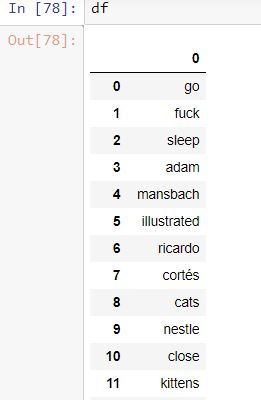 In [78]: df
Out[78]:
0
0 go
1 fuck
2 sleep
3 adam
4 mansbach
5 illustrated
6 ricardo
7 cortés
8 cats
9 nestle
10 close
11 kittens